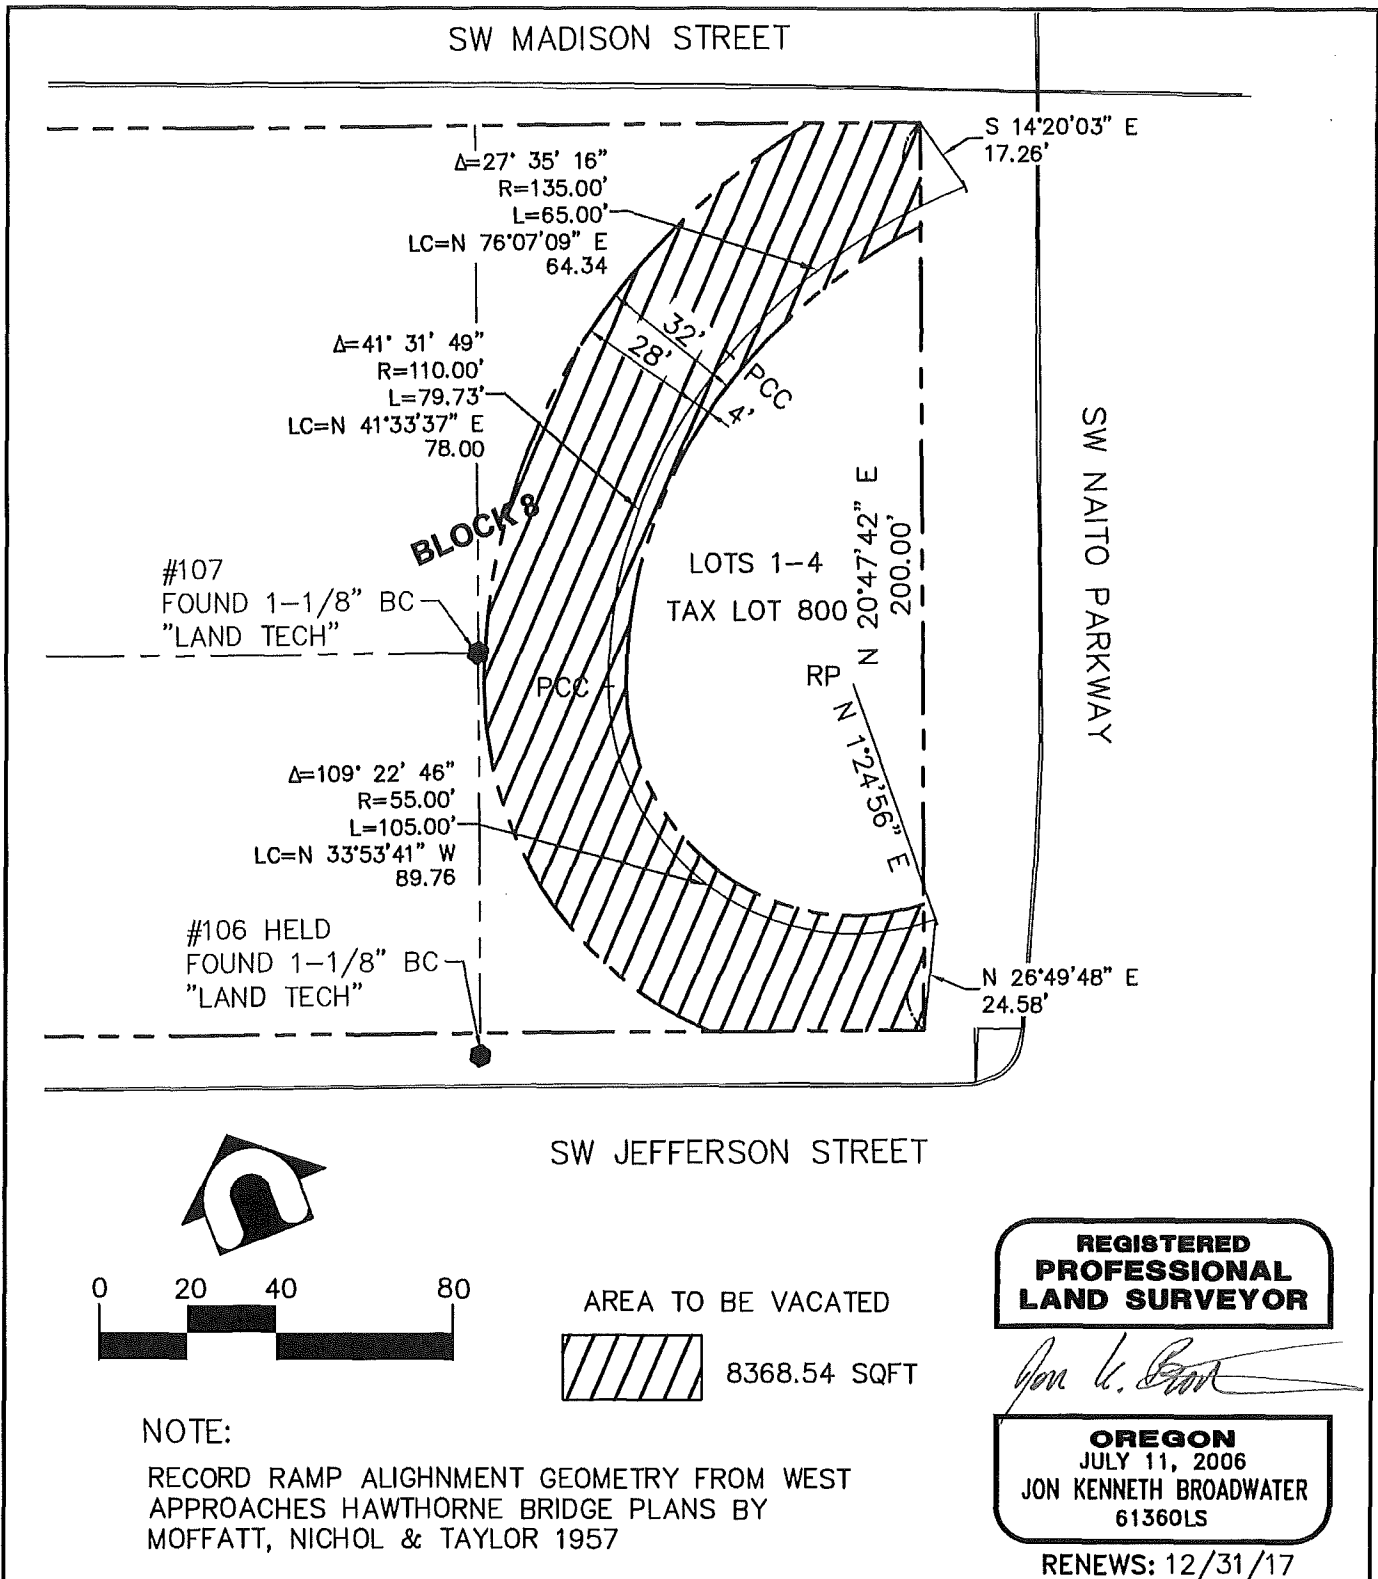 SW MADISON STREET
S 14°20'03" E
17.26'
Δ=27° 35' 16"
R=135.00'
L=65.00'
LC=N 76°07'09" E
64.34
32'
28'
PCC
4'
Δ=41° 31' 49"
R=110.00'
L=79.73'
LC=N 41°33'37" E
78.00
BLOCK 8
SW NAITO PARKWAY
N 20°47'42" E
200.00'
LOTS 1-4
TAX LOT 800
#107
FOUND 1-1/8" BC
"LAND TECH"
PCC
RP
N 1°24'56" E
Δ=109° 22' 46"
R=55.00'
L=105.00'
LC=N 33°53'41" W
89.76
#106 HELD
FOUND 1-1/8" BC
"LAND TECH"
N 26°49'48" E
24.58'
SW JEFFERSON STREET
0 20 40 80
AREA TO BE VACATED
8368.54 SQFT
NOTE:
RECORD RAMP ALIGHNMENT GEOMETRY FROM WEST
APPROACHES HAWTHORNE BRIDGE PLANS BY
MOFFATT, NICHOL & TAYLOR 1957
REGISTERED
PROFESSIONAL
LAND SURVEYOR
Jon K.
OREGON
JULY 11, 2006
JON KENNETH BROADWATER
61360LS
RENEWS: 12/31/17